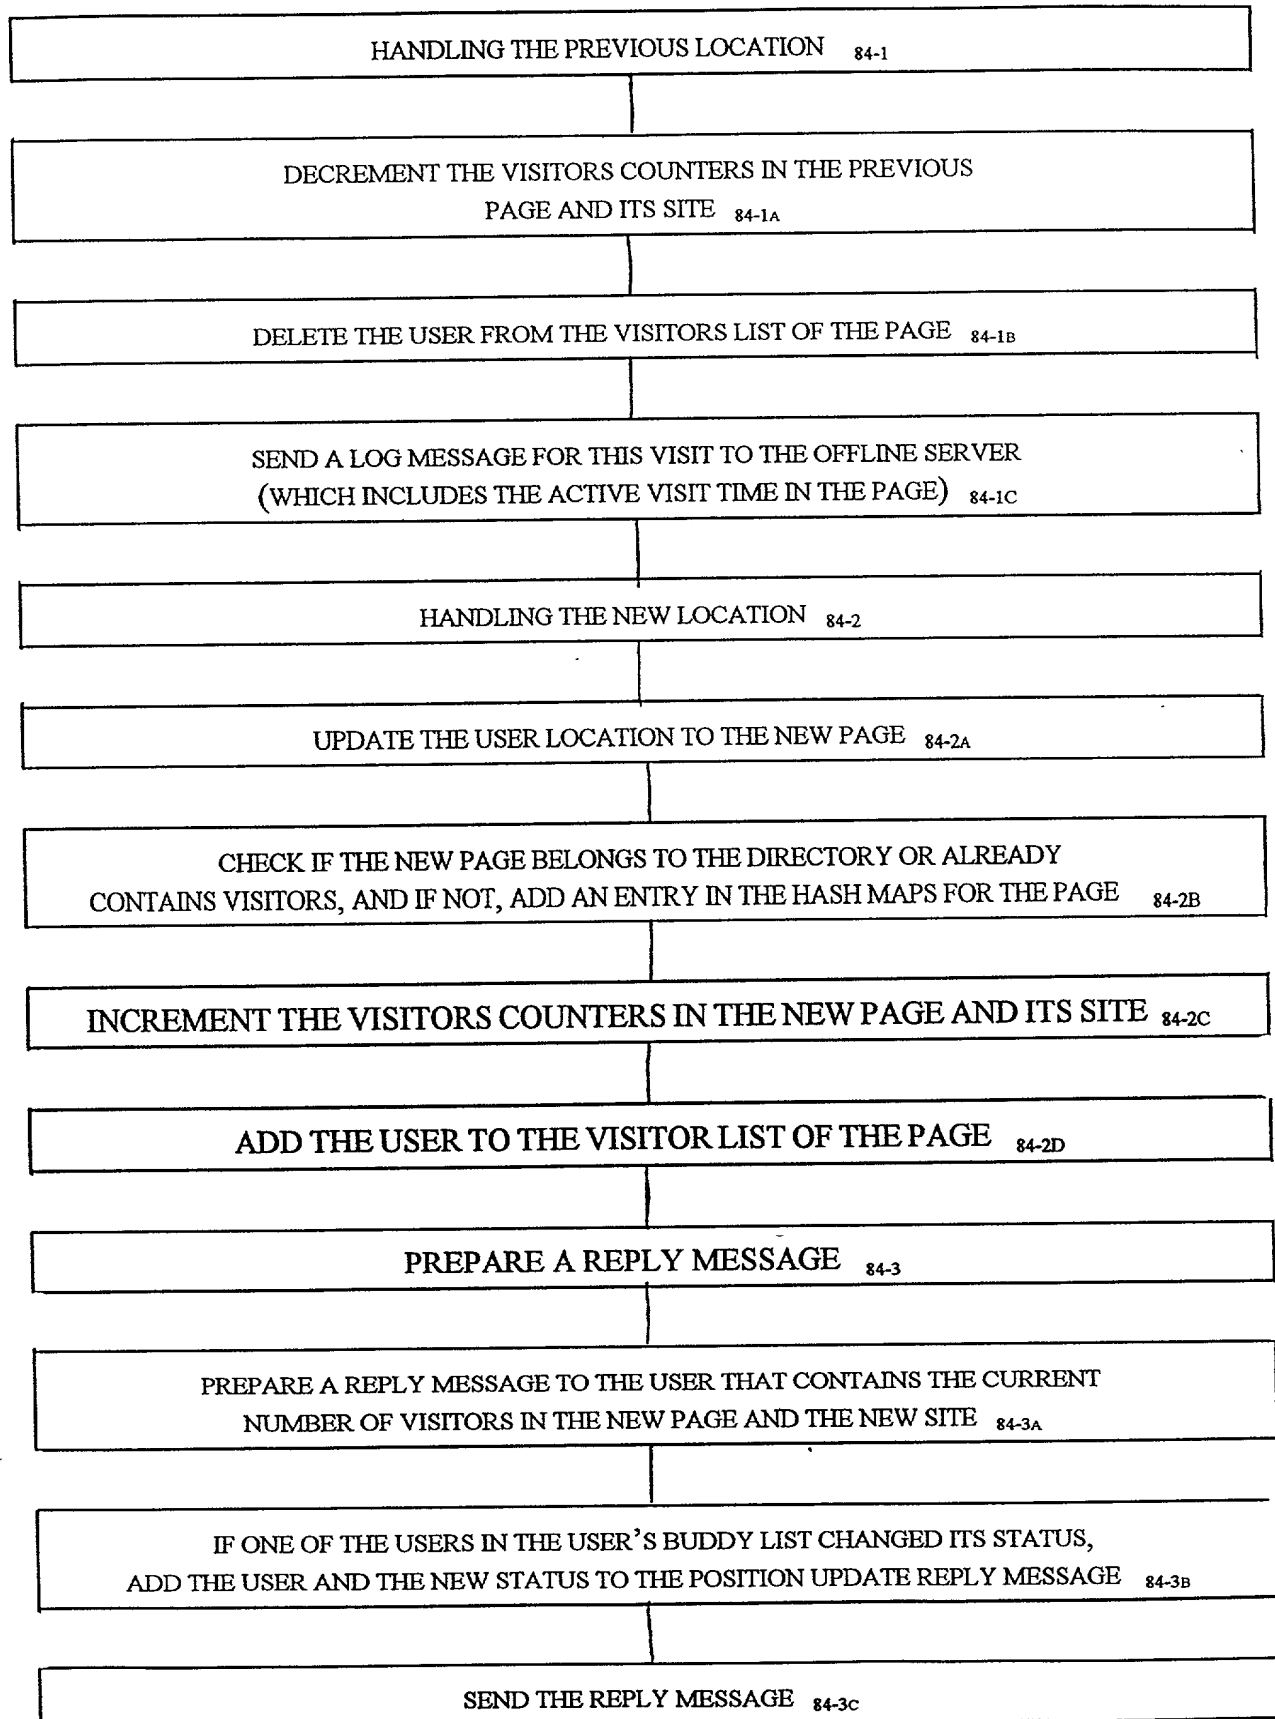 HANDLING THE PREVIOUS LOCATION 84-1
DECREMENT THE VISITORS COUNTERS IN THE PREVIOUS
PAGE AND ITS SITE 84-1A
DELETE THE USER FROM THE VISITORS LIST OF THE PAGE 84-1B
SEND A LOG MESSAGE FOR THIS VISIT TO THE OFFLINE SERVER
(WHICH INCLUDES THE ACTIVE VISIT TIME IN THE PAGE) 84-1C
HANDLING THE NEW LOCATION 84-2
UPDATE THE USER LOCATION TO THE NEW PAGE 84-2A
CHECK IF THE NEW PAGE BELONGS TO THE DIRECTORY OR ALREADY
CONTAINS VISITORS, AND IF NOT, ADD AN ENTRY IN THE HASH MAPS FOR THE PAGE 84-2B
INCREMENT THE VISITORS COUNTERS IN THE NEW PAGE AND ITS SITE 84-2C
ADD THE USER TO THE VISITOR LIST OF THE PAGE 84-2D
PREPARE A REPLY MESSAGE 84-3
PREPARE A REPLY MESSAGE TO THE USER THAT CONTAINS THE CURRENT
NUMBER OF VISITORS IN THE NEW PAGE AND THE NEW SITE 84-3A
IF ONE OF THE USERS IN THE USER'S BUDDY LIST CHANGED ITS STATUS,
ADD THE USER AND THE NEW STATUS TO THE POSITION UPDATE REPLY MESSAGE 84-3B
SEND THE REPLY MESSAGE 84-3C